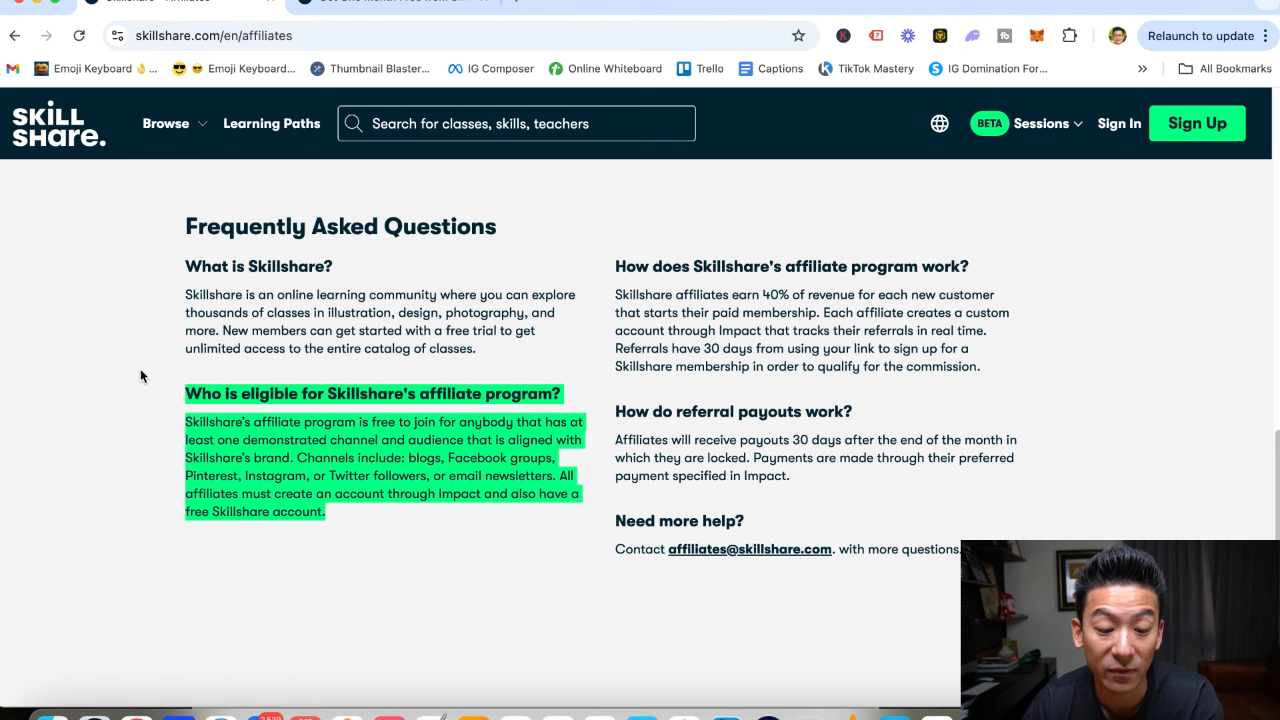 skillshare.com/en/affiliates
Relaunch to update
Emoji Keyboard 👌 ...
Emoji Keyboard...
Thumbnail Blaster...
IG Composer
Online Whiteboard
Trello
Captions
TikTok Mastery
IG Domination For...
All Bookmarks
SKILL
SHARE.
Browse
Learning Paths
Search for classes, skills, teachers
BETA
Sessions
Sign In
Sign Up
Frequently Asked Questions
What is Skillshare?
Skillshare is an online learning community where you can explore
thousands of classes in illustration, design, photography, and
more. New members can get started with a free trial to get
unlimited access to the entire catalog of classes.
Who is eligible for Skillshare's affiliate program?
Skillshare's affiliate program is free to join for anybody that has at
least one demonstrated channel and audience that is aligned with
Skillshare's brand. Channels include: blogs, Facebook groups,
Pinterest, Instagram, or Twitter followers, or email newsletters. All
affiliates must create an account through Impact and also have a
free Skillshare account.
How does Skillshare's affiliate program work?
Skillshare affiliates earn 40% of revenue for each new customer
that starts their paid membership. Each affiliate creates a custom
account through Impact that tracks their referrals in real time.
Referrals have 30 days from using your link to sign up for a
Skillshare membership in order to qualify for the commission.
How do referral payouts work?
Affiliates will receive payouts 30 days after the end of the month in
which they are locked. Payments are made through their preferred
payment specified in Impact.
Need more help?
Contact affiliates@skillshare.com. with more questions.